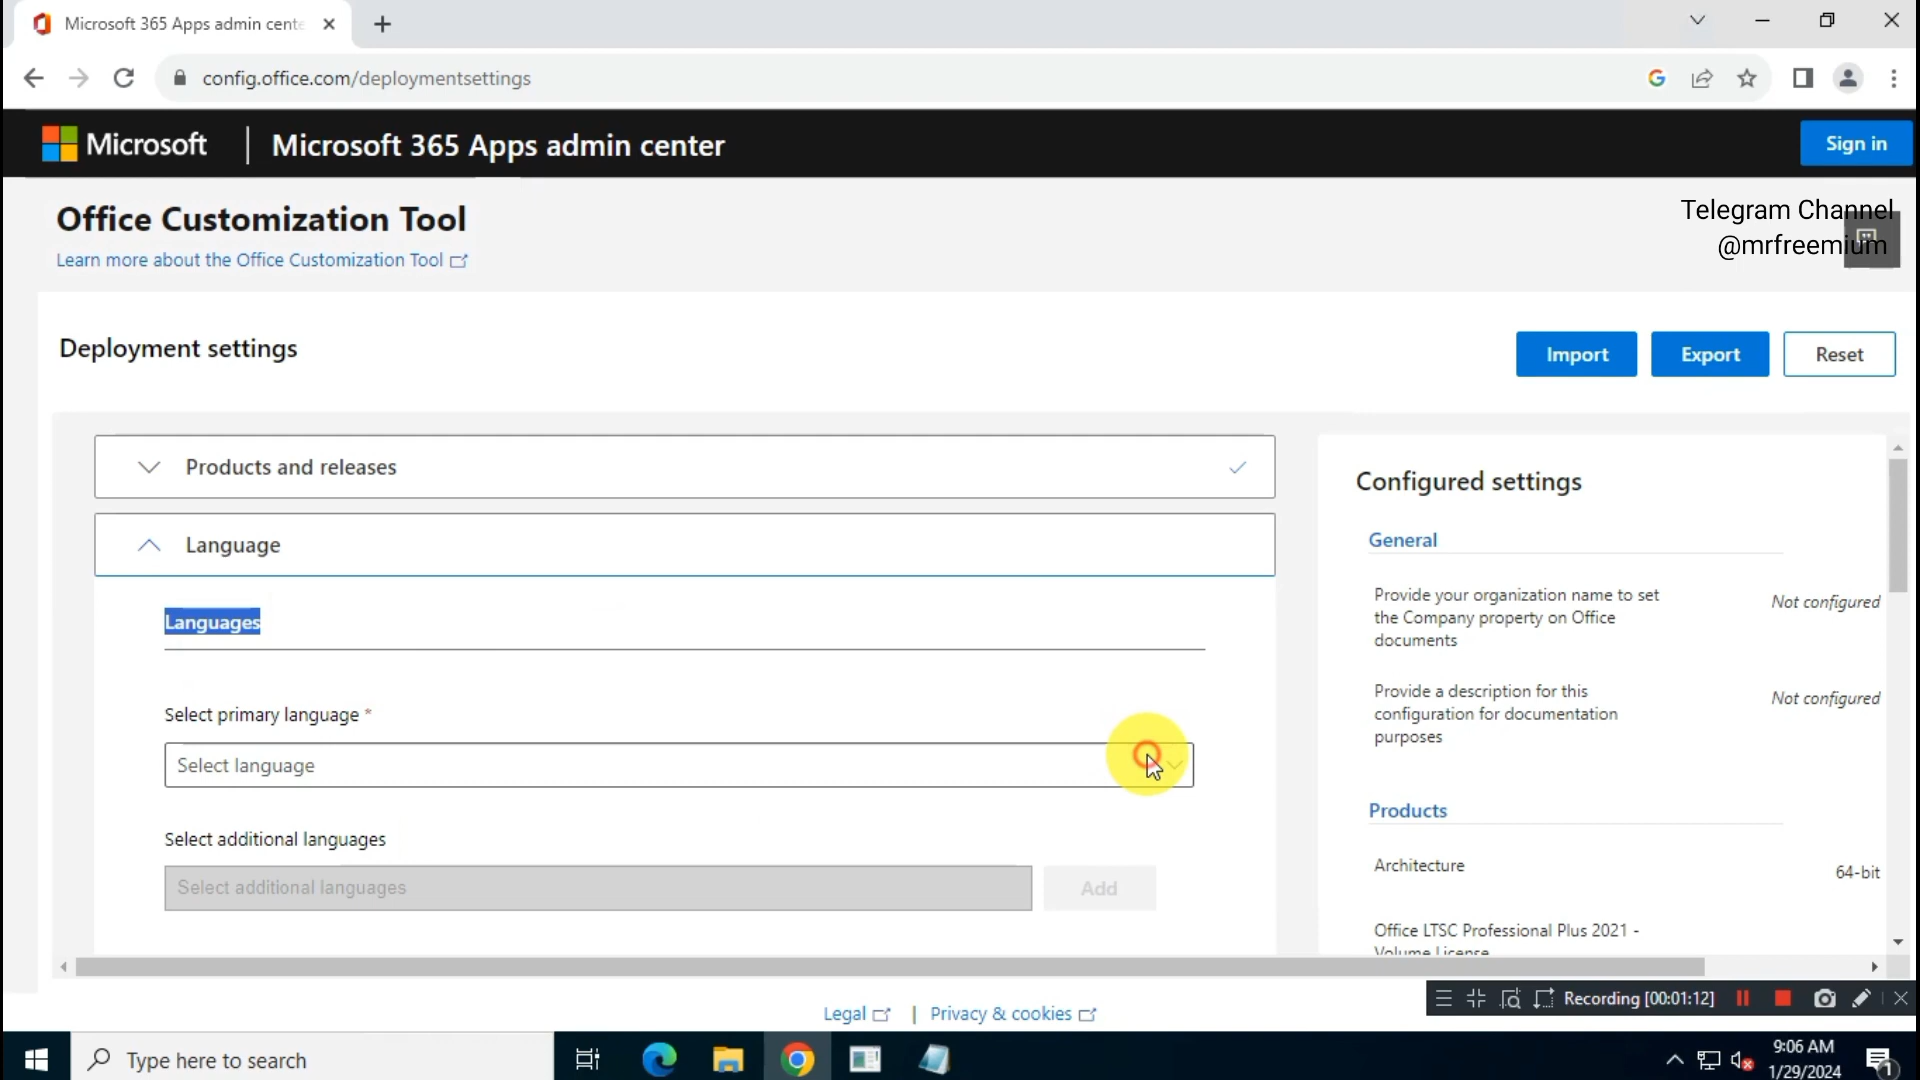 Microsoft 365 Apps admin cente
config.office.com/deploymentsettings
Microsoft
Microsoft 365 Apps admin center
Sign in
Office Customization Tool
Learn more about the Office Customization Tool
Telegram Channel
@mrfreemium
Deployment settings
Import
Export
Reset
Products and releases
Language
Languages
Select primary language *
Select language
Select additional languages
Select additional languages
Add
Configured settings
General
Provide your organization name to set
the Company property on Office
documents
Not configured
Provide a description for this
configuration for documentation
purposes
Not configured
Products
Architecture
64-bit
Office LTSC Professional Plus 2021 -
Volume License
Recording [00:01:12]
Legal
| Privacy & cookies
Type here to search
9:06 AM
1/29/2024
1